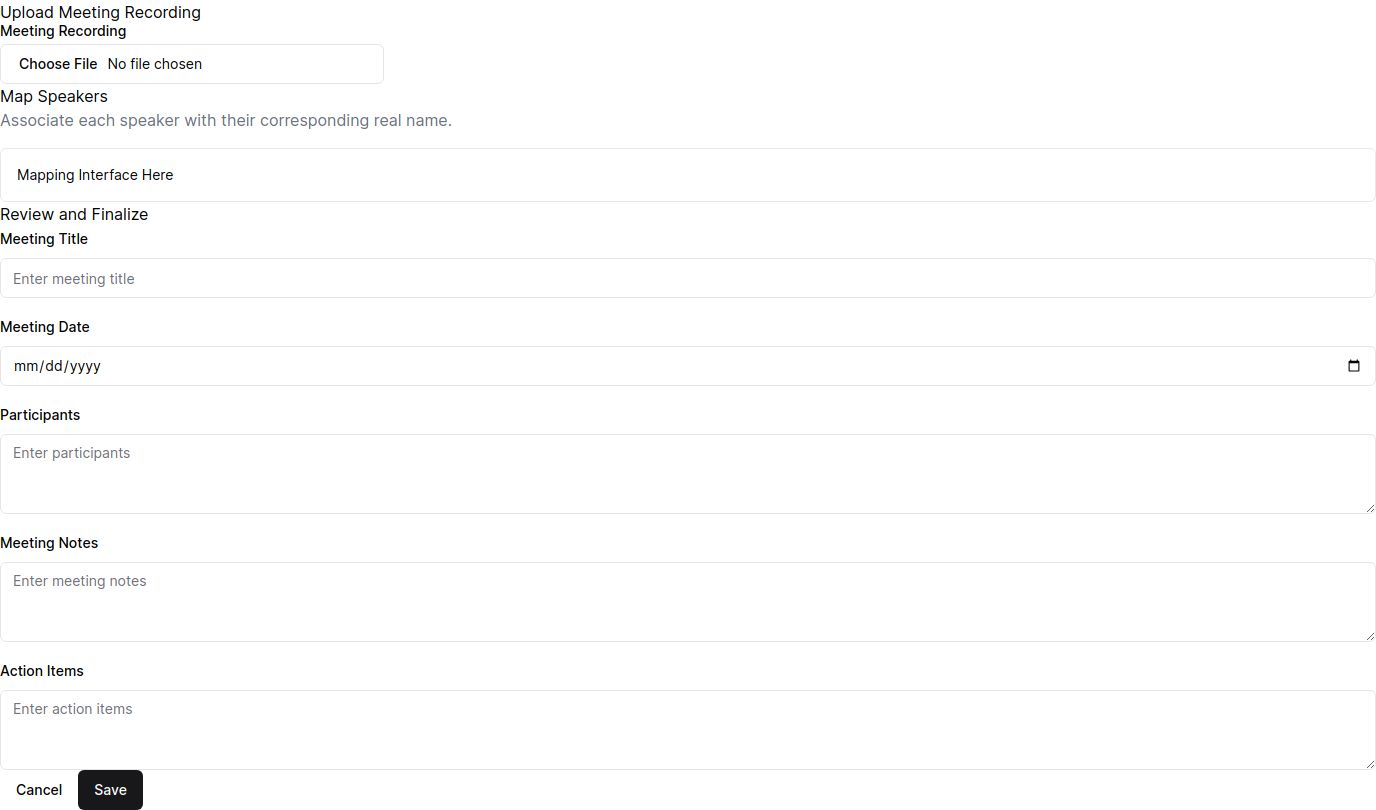 Upload Meeting Recording
Meeting Recording
Choose File No file chosen
Map Speakers
Associate each speaker with their corresponding real name.
Mapping Interface Here
Review and Finalize
Meeting Title
Enter meeting title
Meeting Date
mm/dd/yyyy
Participants
Enter participants
Meeting Notes
Enter meeting notes
Action Items
Enter action items
Cancel Save